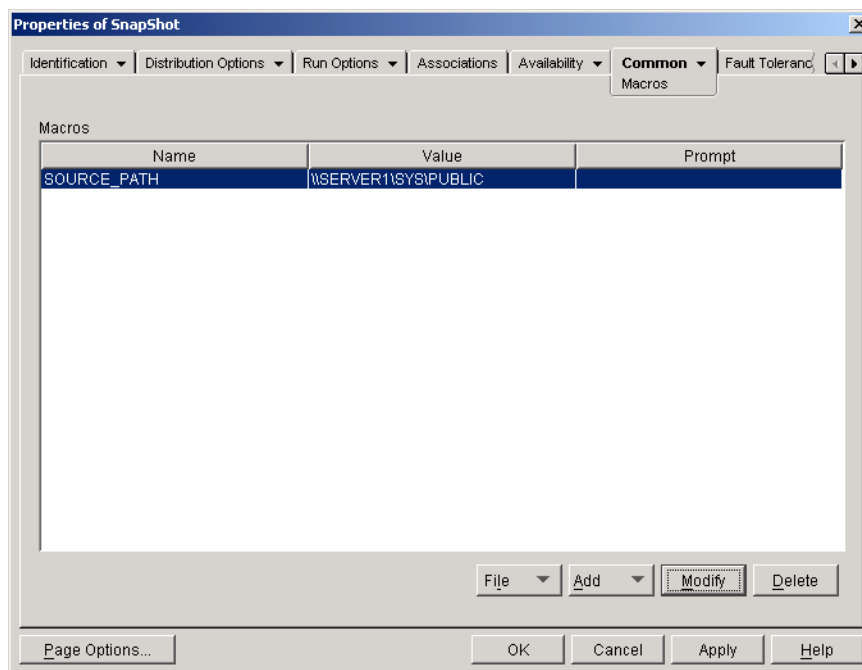 Properties of SnapShot
Identification Distribution Options Run Options Associations Availability Common Fault Toleranc
Macros
Macros
Name Value Prompt
SOURCE_PATH \\SERVER1\SYS\PUBLIC
File Add Modify Delete
Page Options... OK Cancel Apply Help